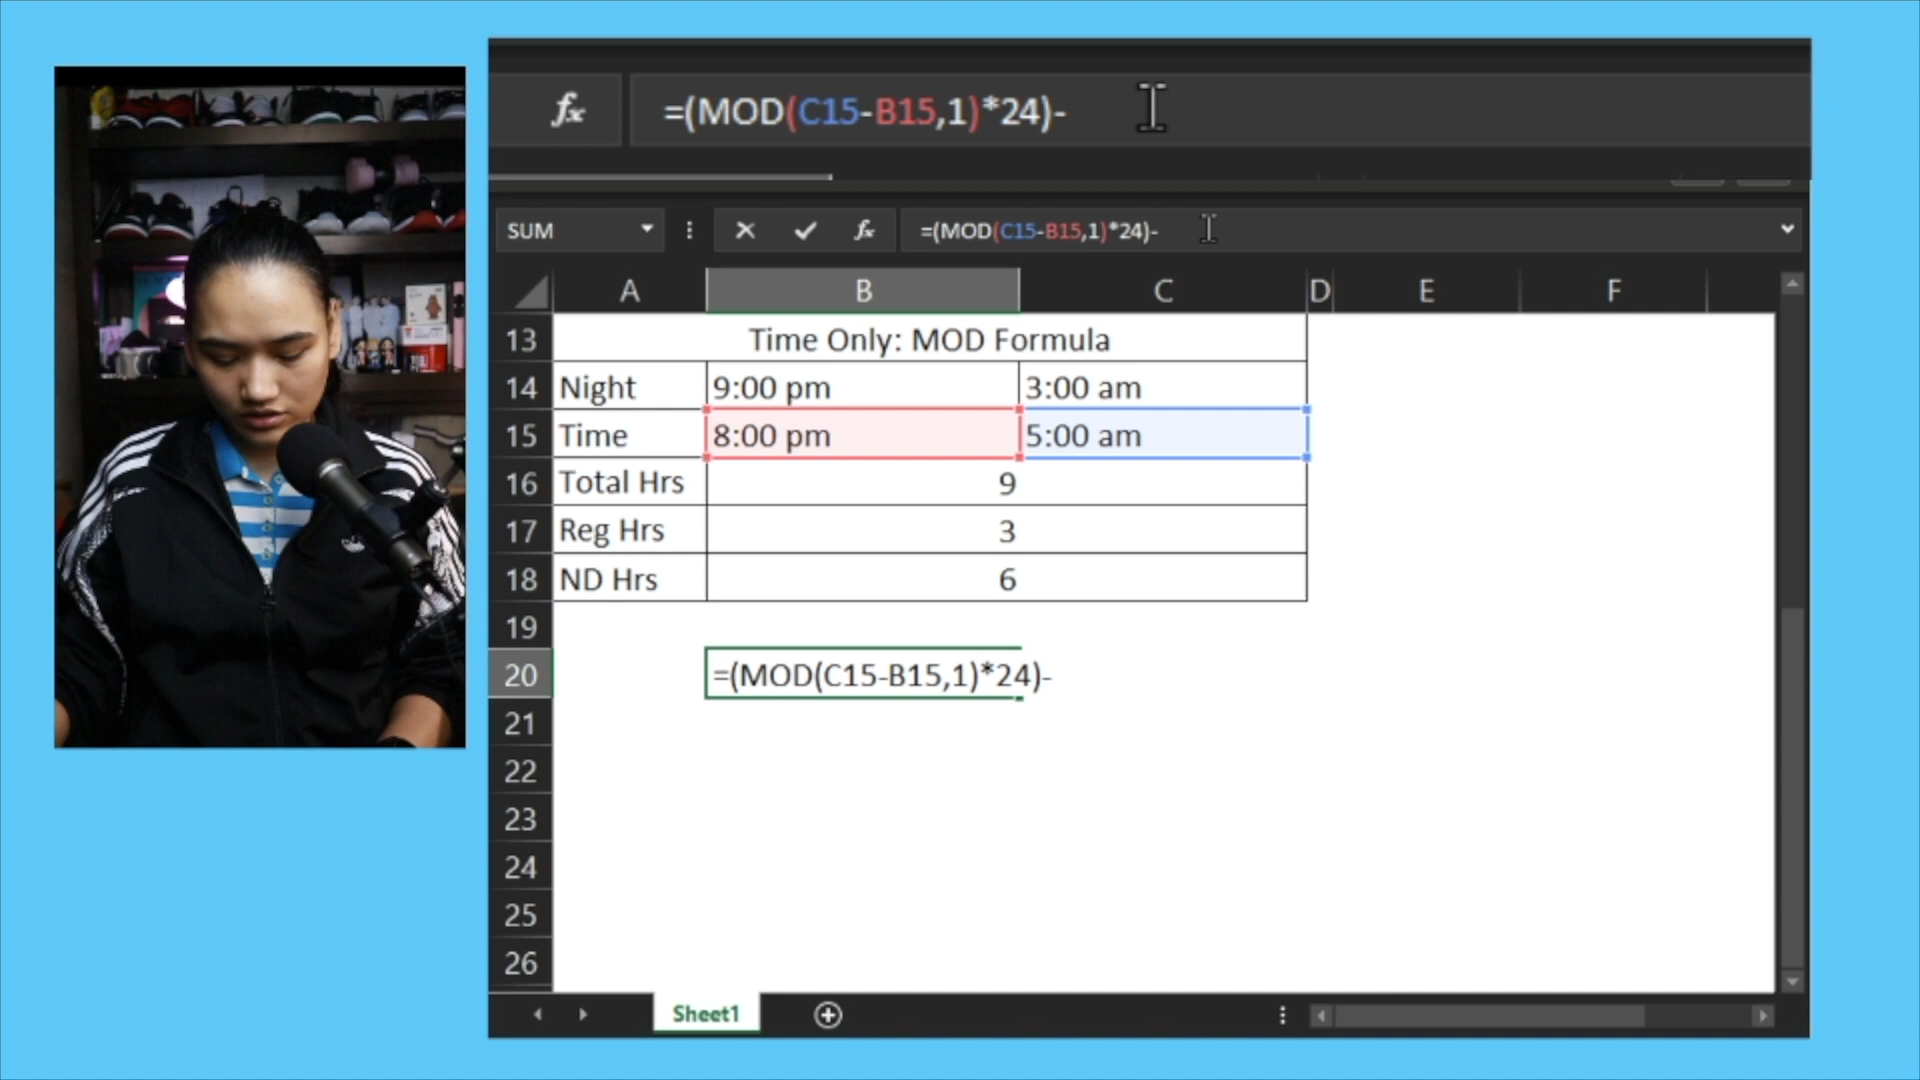 fx =(MOD(C15-B15,1)*24)-
SUM fx =(MOD(C15-B15,1)*24)-
A B C D E F
13 Time Only: MOD Formula
14 Night 9:00 pm 3:00 am
15 Time 8:00 pm 5:00 am
16 Total Hrs 9
17 Reg Hrs 3
18 ND Hrs 6
19
20 =(MOD(C15-B15,1)*24)-
21
22
23
24
25
26
Sheet1